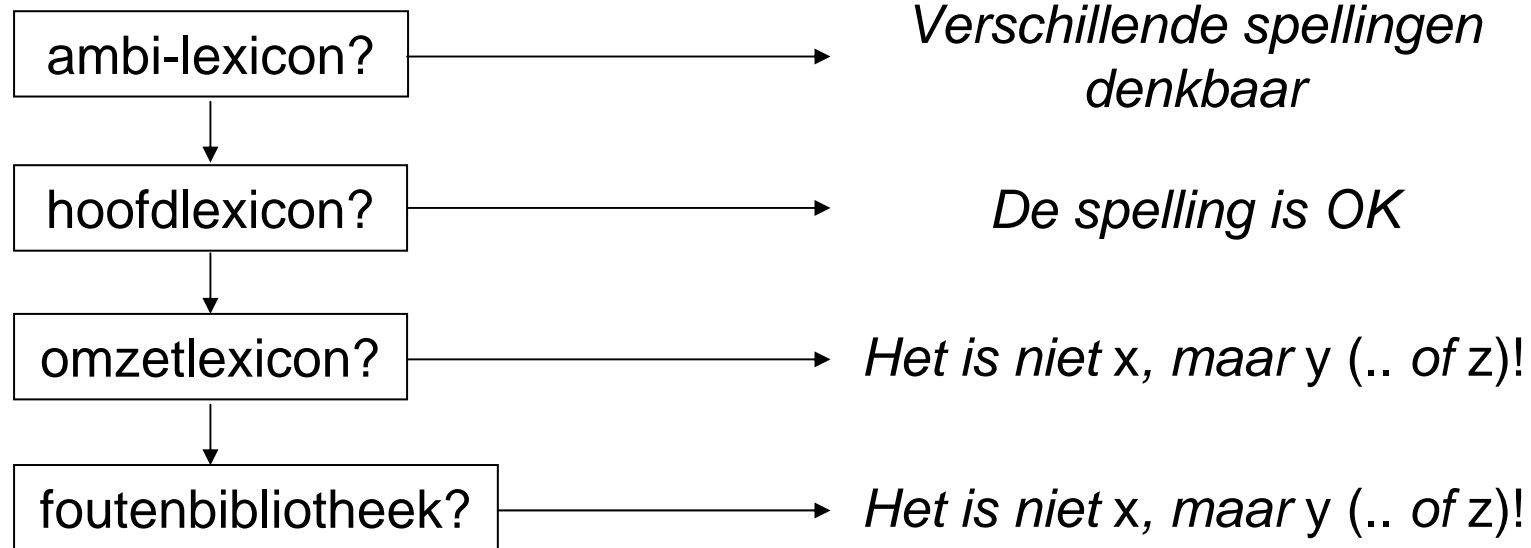 ambi-lexicon?
Verschillende spellingen
denkbaar
hoofdlexicon?
De spelling is OK
omzetlexicon?
Het is niet x, maar y (.. of z)!
foutenbibliotheek?
Het is niet x, maar y (.. of z)!